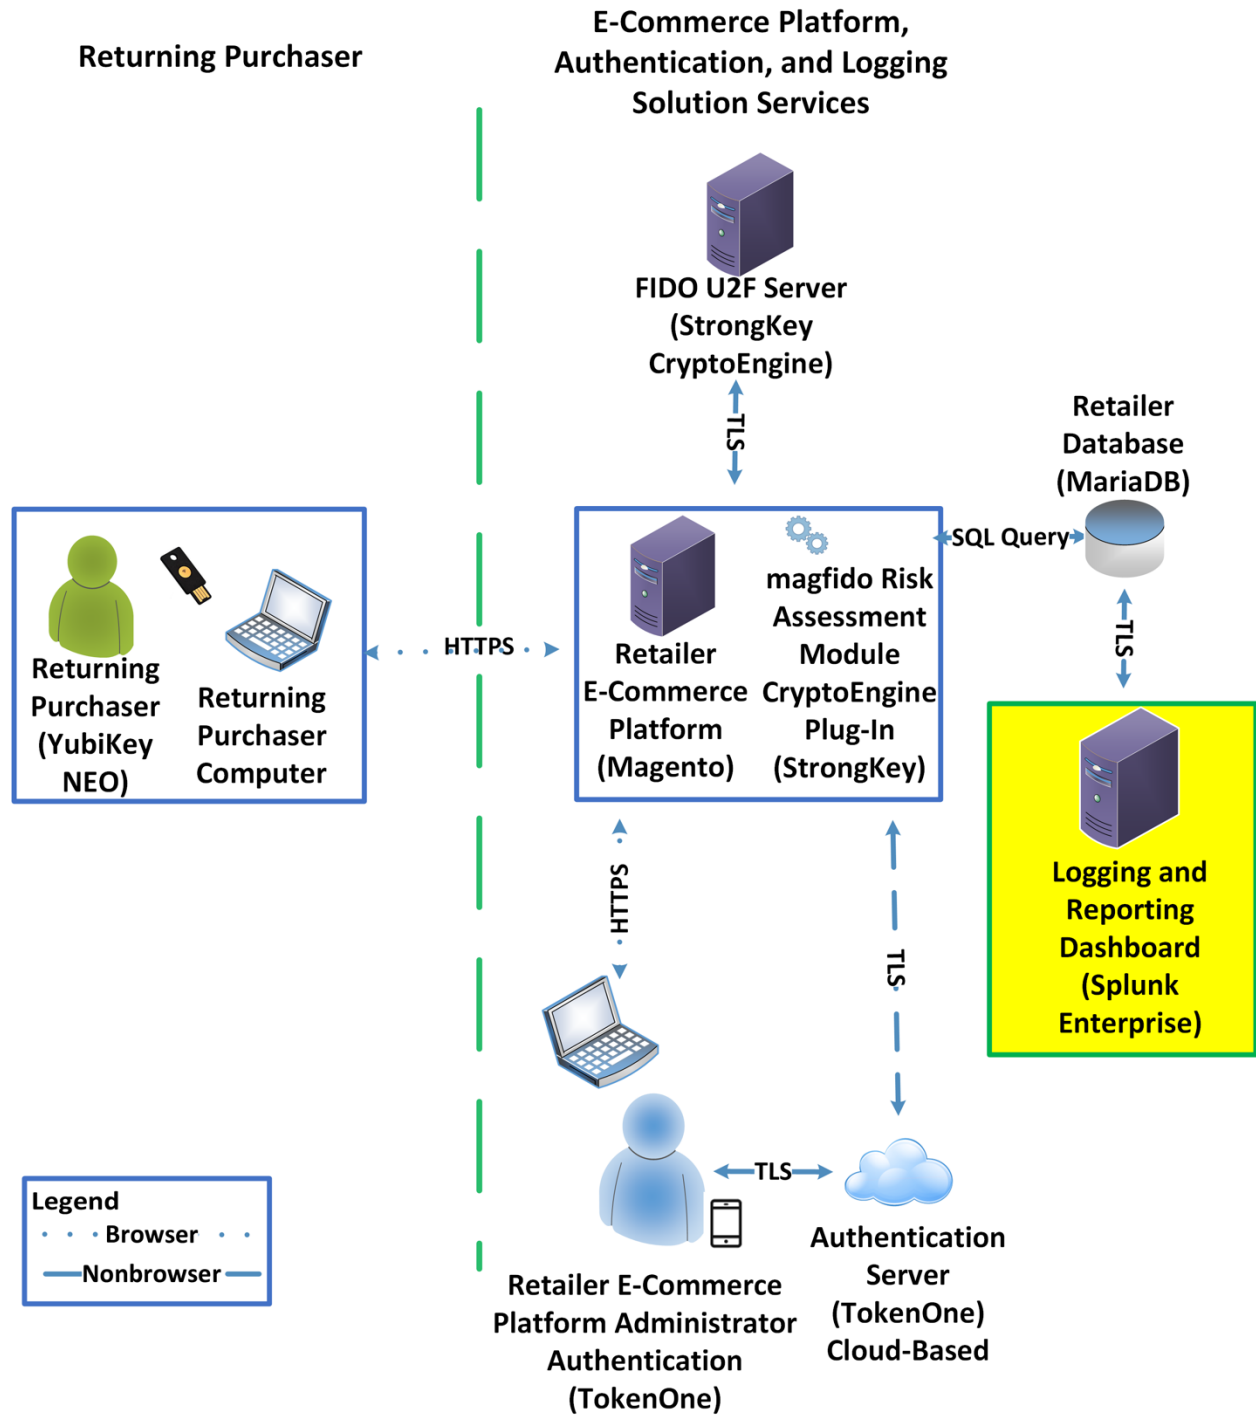 Returning Purchaser
E-Commerce Platform,
Authentication, and Logging
Solution Services
FIDO U2F Server
(StrongKey
CryptoEngine)
TLS
Retailer
Database
(MariaDB)
SQL Query
TLS
Returning
Purchaser
(YubiKey
NEO)
Returning
Purchaser
Computer
HTTPS
Retailer
E-Commerce
Platform
(Magento)
magfido Risk
Assessment
Module
CryptoEngine
Plug-In
(StrongKey)
Logging and
Reporting
Dashboard
(Splunk
Enterprise)
HTTPS
TLS
TLS
Retailer E-Commerce
Platform Administrator
Authentication
(TokenOne)
Authentication
Server
(TokenOne)
Cloud-Based
Legend
Browser
Nonbrowser